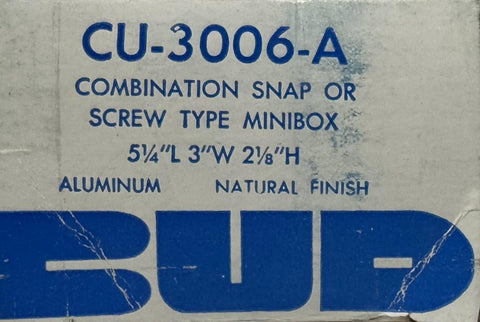 CU-3006-A
COMBINATION SNAP OR
SCREW TYPE MINIBOX
5¼"L 3"W 2⅛"H
ALUMINUM NATURAL FINISH
BUD